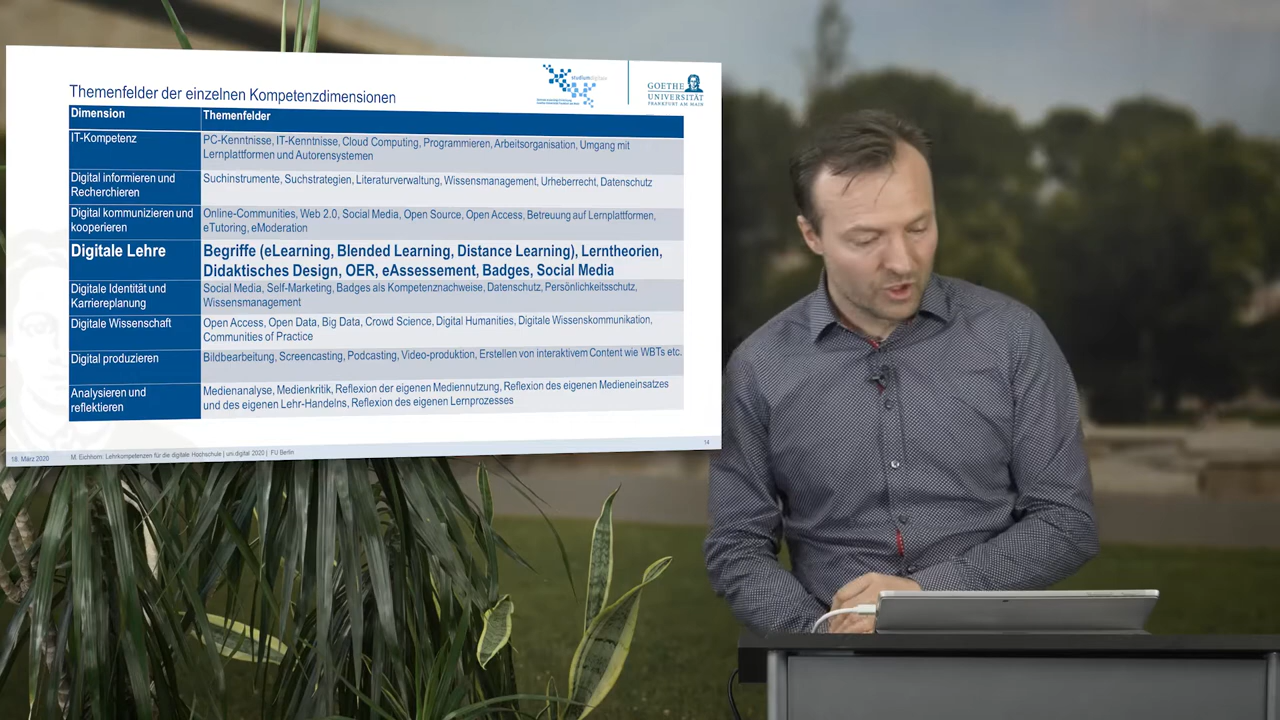 Themenfelder der einzelnen Kompetenzdimensionen
studiumdigitale
GOETHE
UNIVERSITÄT
FRANKFURT AM MAIN
Dimension
Themenfelder
IT-Kompetenz
PC-Kenntnisse, IT-Kenntnisse, Cloud Computing, Programmieren, Arbeitsorganisation, Umgang mit
Lernplattformen und Autorensystemen
Digital informieren und
Recherchieren
Suchinstrumente, Suchstrategien, Literaturverwaltung, Wissensmanagement, Urheberrecht, Datenschutz
Digital kommunizieren und
kooperieren
Online-Communities, Web 2.0, Social Media, Open Source, Open Access, Betreuung auf Lernplattformen,
eTutoring, eModeration
Digitale Lehre
Begriffe (eLearning, Blended Learning, Distance Learning), Lerntheorien,
Didaktisches Design, OER, eAssessement, Badges, Social Media
Digitale Identität und
Karriereplanung
Social Media, Self-Marketing, Badges als Kompetenznachweise, Datenschutz, Persönlichkeitsschutz,
Wissensmanagement
Digitale Wissenschaft
Open Access, Open Data, Big Data, Crowd Science, Digital Humanities, Digitale Wissenskommunikation,
Communities of Practice
Digital produzieren
Bildbearbeitung, Screencasting, Podcasting, Video-produktion, Erstellen von interaktivem Content wie WBTs etc.
Analysieren und
reflektieren
Medienanalyse, Medienkritik, Reflexion der eigenen Mediennutzung, Reflexion des eigenen Medieneinsatzes
und des eigenen Lehr-Handelns, Reflexion des eigenen Lernprozesses
18. März 2020
M. Eichhorn: Lehrkompetenzen für die digitale Hochschule | uni.digital 2020 | FU Berlin
14